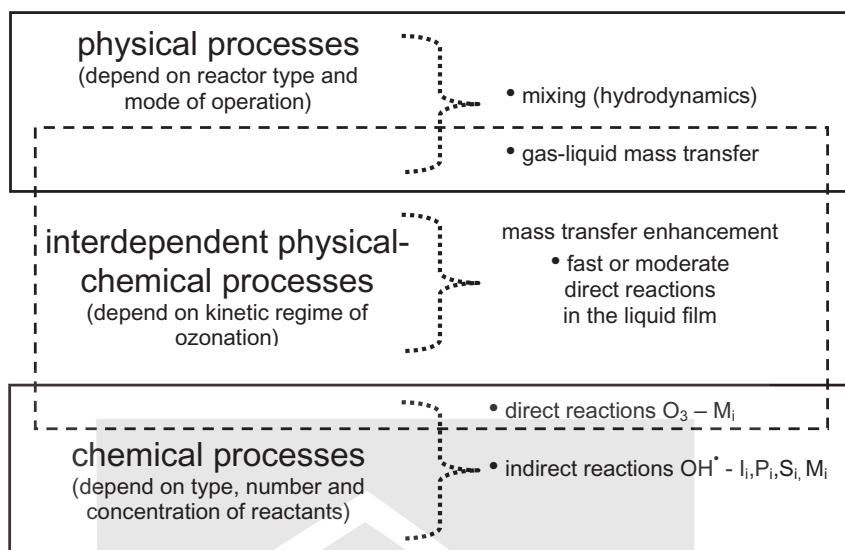 physical processes
(depend on reactor type and
mode of operation)
• mixing (hydrodynamics)
• gas-liquid mass transfer
interdependent physical-
chemical processes
(depend on kinetic regime of
ozonation)
mass transfer enhancement
• fast or moderate
direct reactions
in the liquid film
chemical processes
(depend on type, number and
concentration of reactants)
• direct reactions O₃ – Mᵢ
• indirect reactions OH˙ - Iᵢ,Pᵢ,Sᵢ, Mᵢ